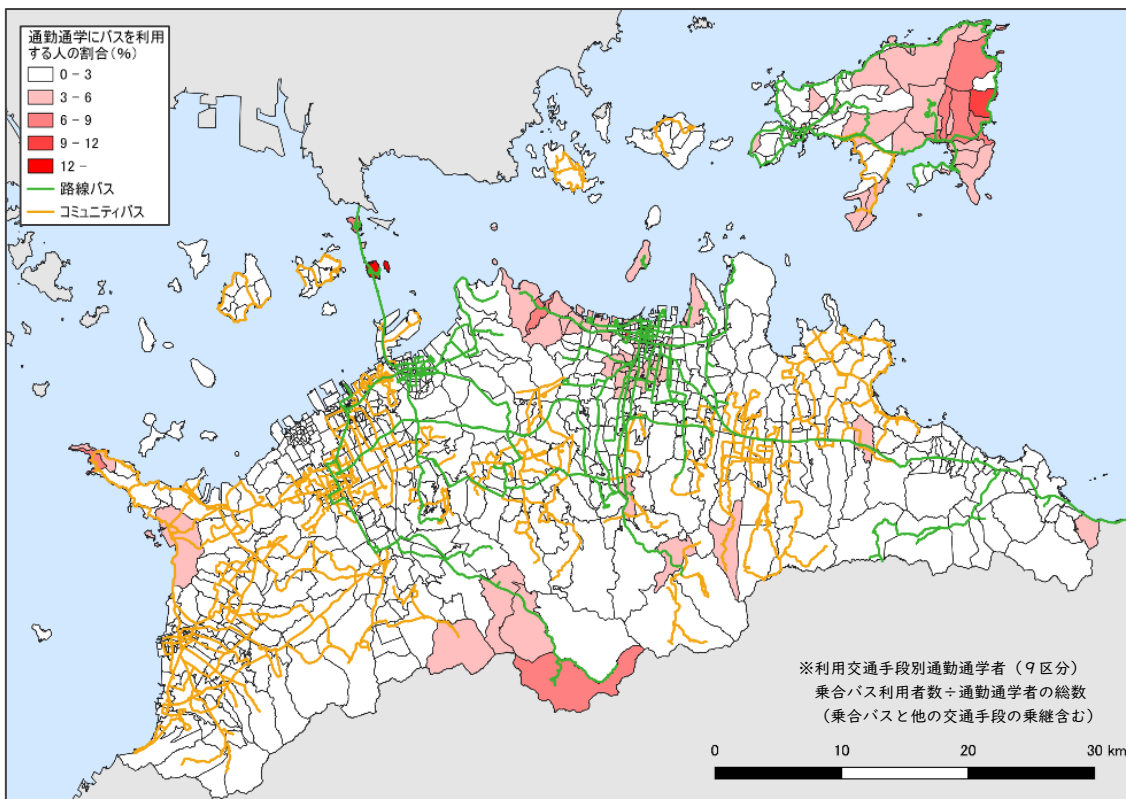 通勤通学にバスを利用
する人の割合(%)
0 - 3
3 - 6
6 - 9
9 - 12
12 -
路線バス
コミュニティバス
※利用交通手段別通勤通学者（９区分）
乗合バス利用者数÷通勤通学者の総数
（乗合バスと他の交通手段の乗継含む）
0 10 20 30 km